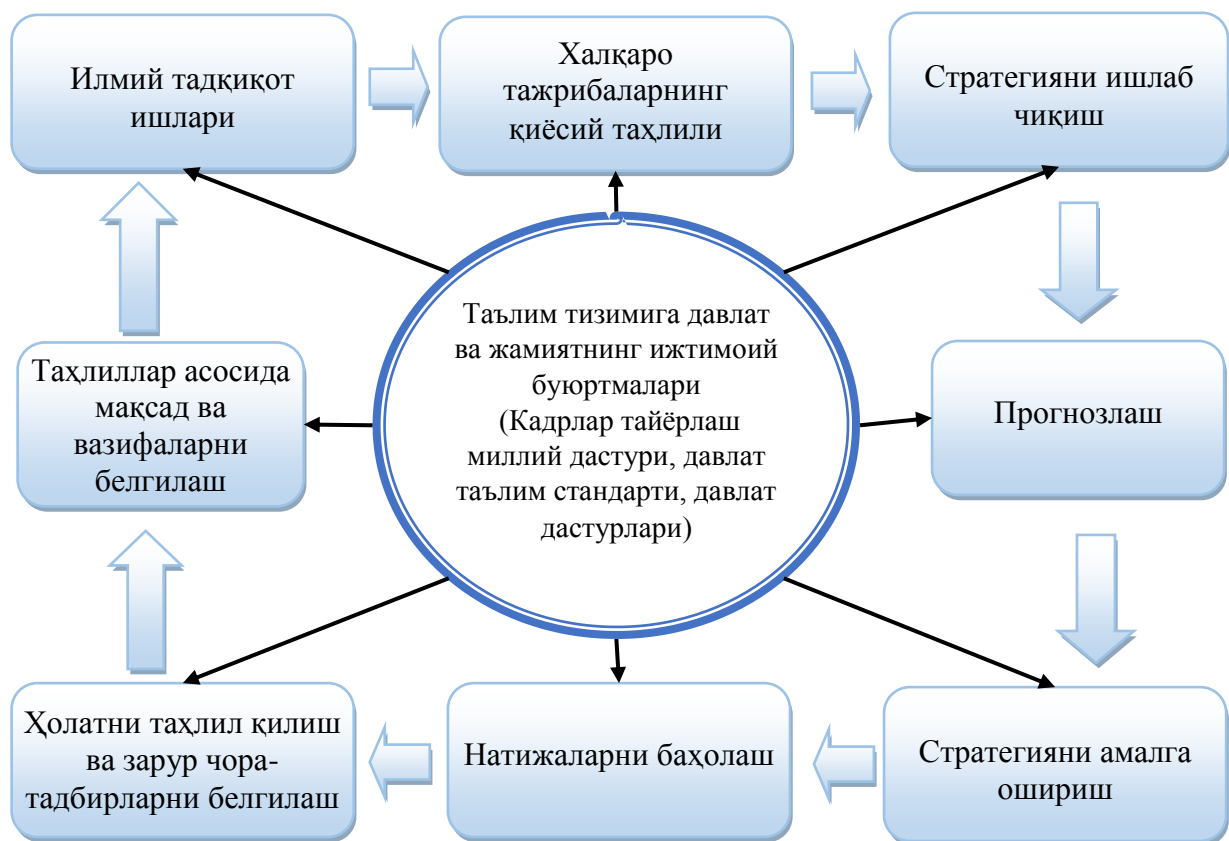 Илмий тадқиқот
ишлари
Халқаро
тажрибаларнинг
қиёсий таҳлили
Стратегияни ишлаб
чиқиш
Таълим тизимига давлат
ва жамиятнинг ижтимоий
буюртмалари
(Кадрлар тайёрлаш
миллий дастури, давлат
таълим стандарти, давлат
дастурлари)
Таҳлиллар асосида
мақсад ва
вазифаларни
белгилаш
Прогнозлаш
Ҳолатни таҳлил қилиш
ва зарур чора-
тадбирларни белгилаш
Натижаларни баҳолаш
Стратегияни амалга
ошириш